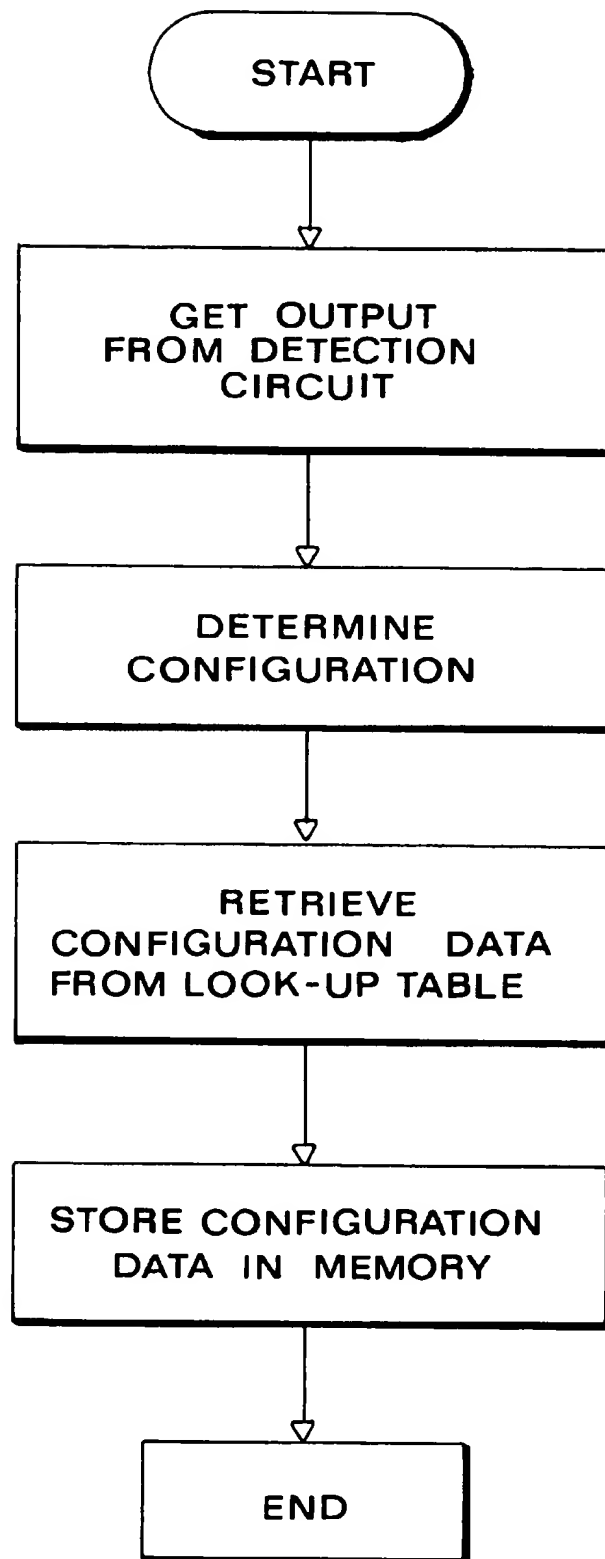 START
GET OUTPUT
FROM DETECTION
CIRCUIT
DETERMINE
CONFIGURATION
RETRIEVE
CONFIGURATION DATA
FROM LOOK-UP TABLE
STORE CONFIGURATION
DATA IN MEMORY
END